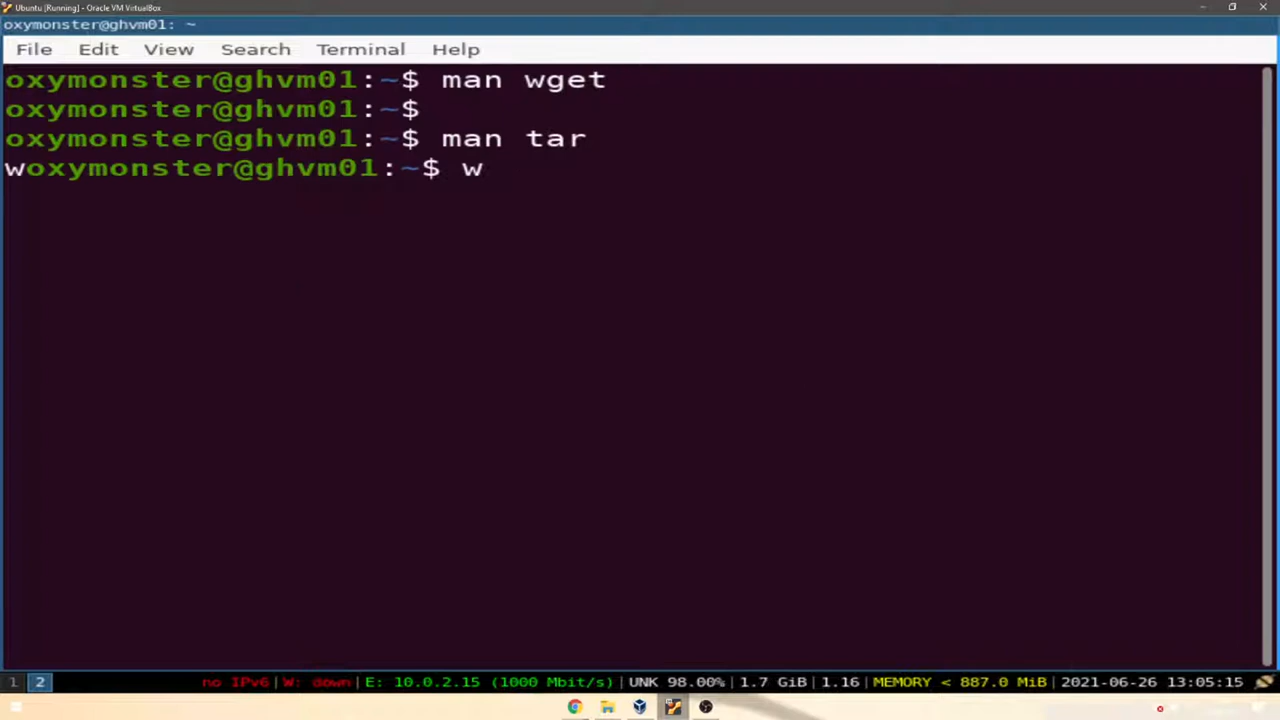 Ubuntu [Running] - Oracle VM VirtualBox
oxymonster@ghvm01: ~
File Edit View Search Terminal Help
oxymonster@ghvm01:~$ man wget
oxymonster@ghvm01:~$
oxymonster@ghvm01:~$ man tar
woxymonster@ghvm01:~$ w
1 2 no IPv6|W: down|E: 10.0.2.15 (1000 Mbit/s)|UNK 98.00%|1.7 GiB|1.16|MEMORY < 887.0 MiB|2021-06-26 13:05:15